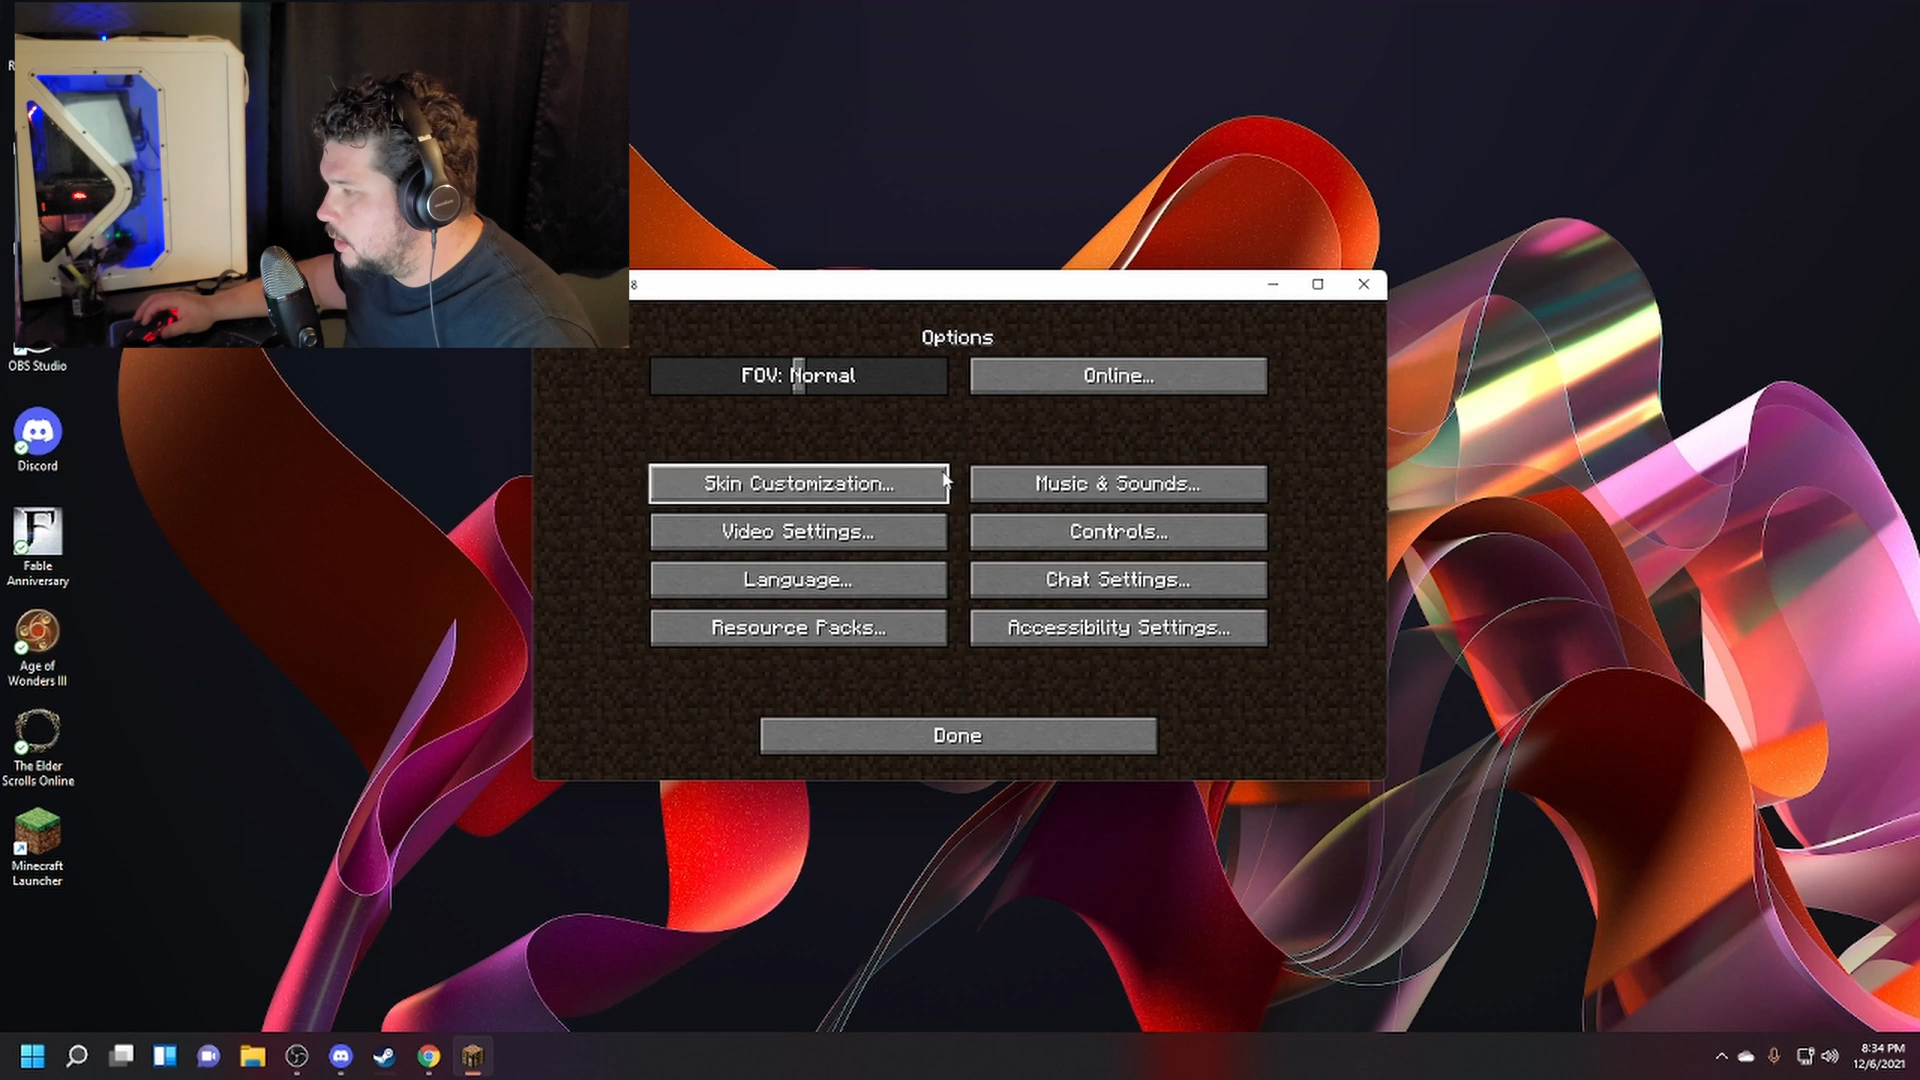 R
8
Options
FOV: Normal
Online...
Skin Customization...
Music & Sounds...
Video Settings...
Controls...
Language...
Chat Settings...
Resource Packs...
Accessibility Settings...
Done
OBS Studio
Discord
Fable
Anniversary
Age of
Wonders III
The Elder
Scrolls Online
Minecraft
Launcher
8:34 PM
12/6/2021